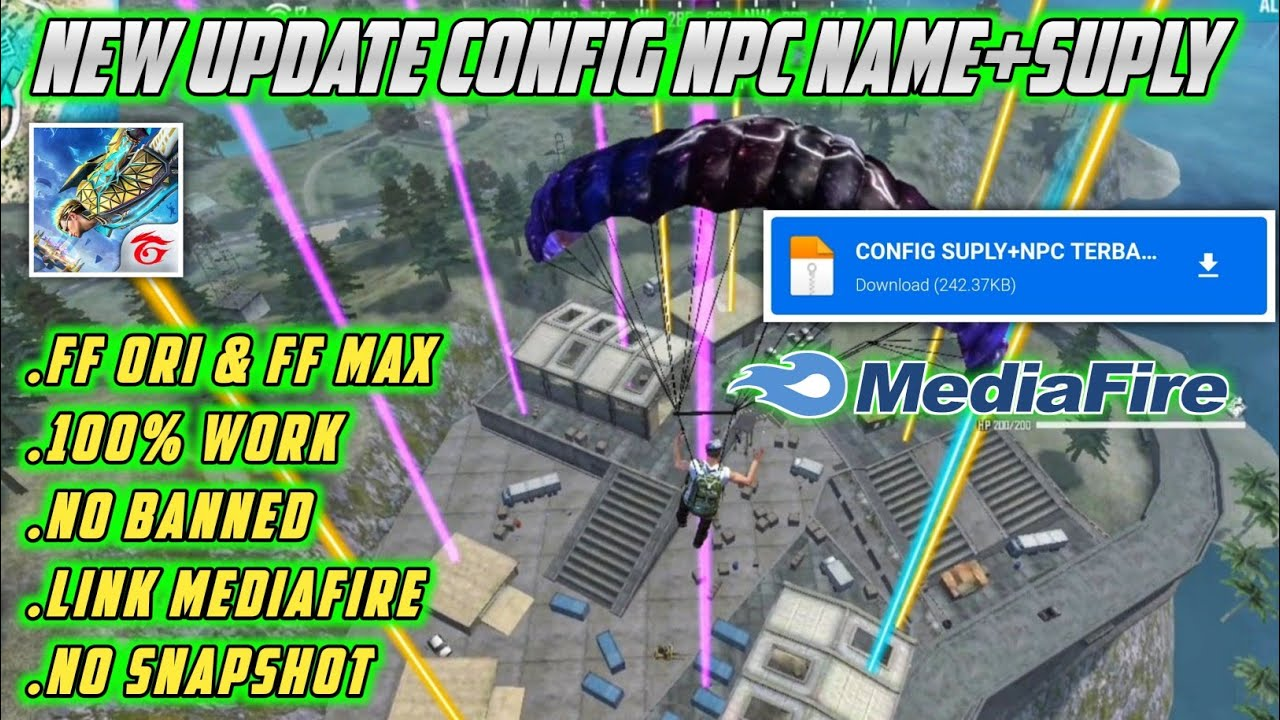 NEW UPDATE CONFIG NPC NAME+SUPLY
CONFIG SUPLY+NPC TERBA...
Download (242.37KB)
MediaFire
HP 200/200
.FF ORI & FF MAX
.100% WORK
.NO BANNED
.LINK MEDIAFIRE
.NO SNAPSHOT